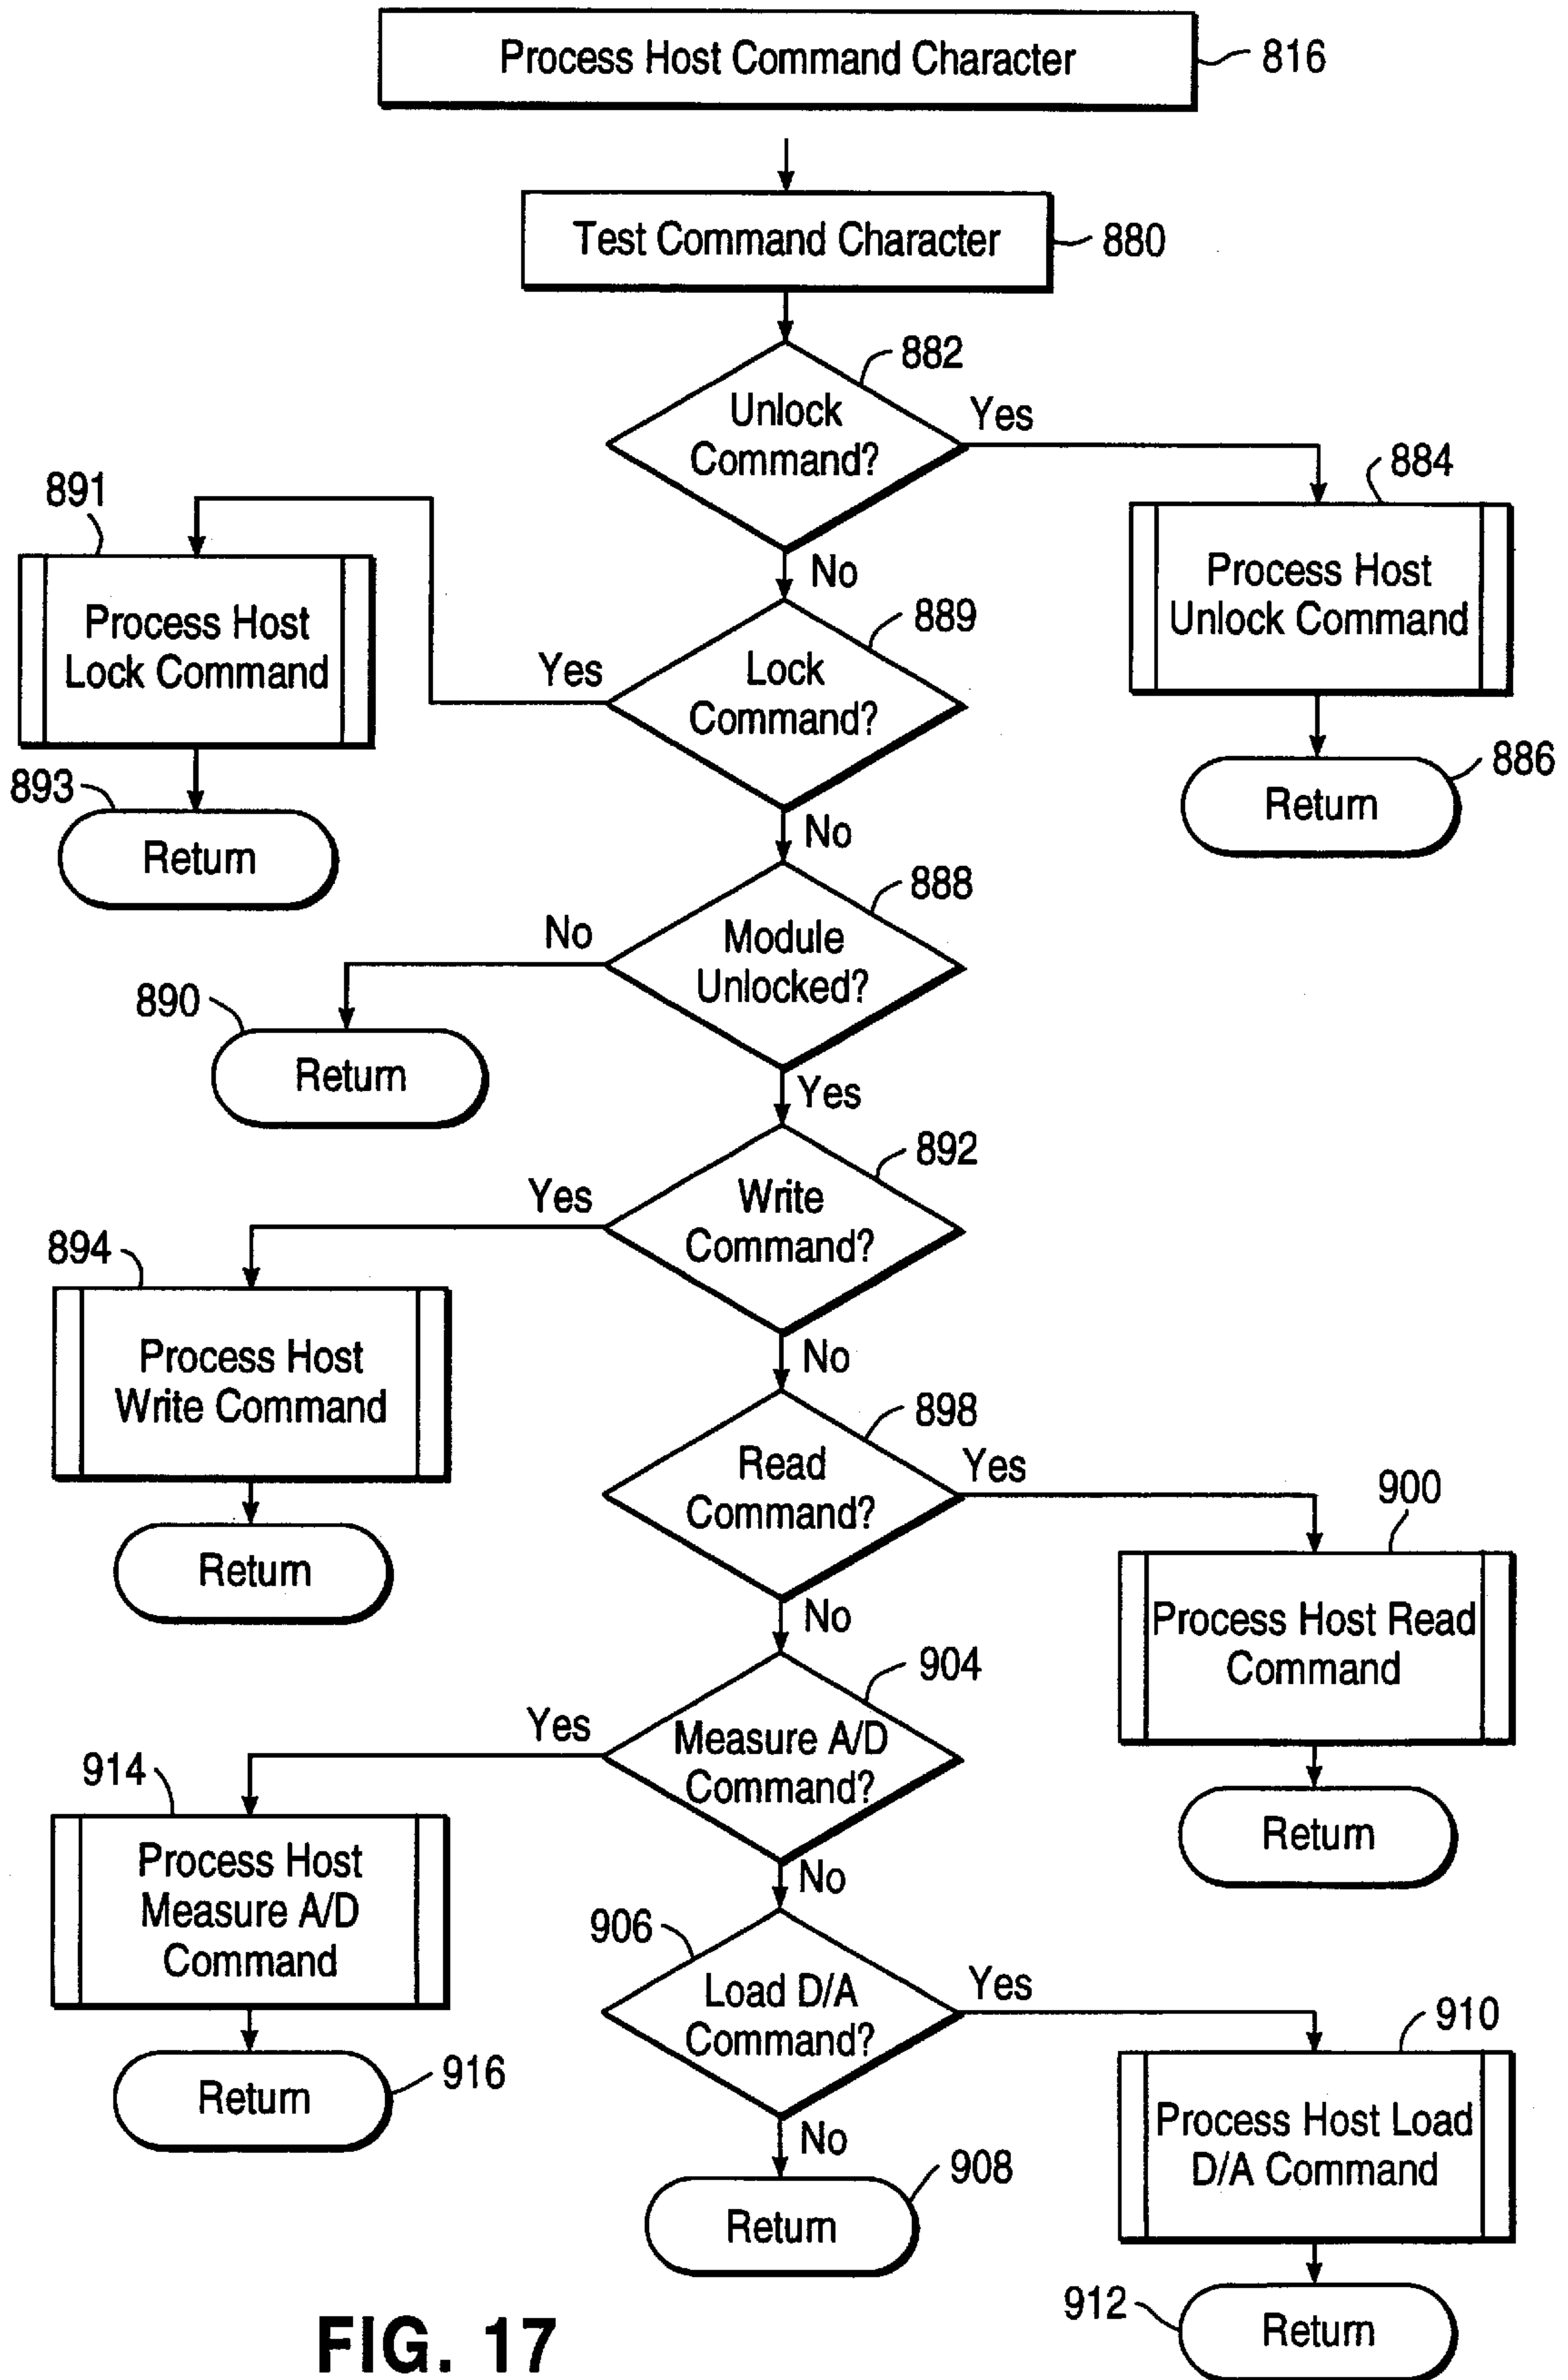 Process Host Command Character
816
Test Command Character
880
882
Unlock
Command?
Yes
884
Process Host
Unlock Command
886
Return
No
891
Process Host
Lock Command
893
Return
889
Yes
Lock
Command?
No
888
No
Module
Unlocked?
890
Return
Yes
892
Yes
Write
Command?
894
Process Host
Write Command
Return
No
898
Read
Command?
Yes
900
Process Host Read
Command
Return
No
904
Yes
Measure A/D
Command?
914
Process Host
Measure A/D
Command
Return
916
No
906
Load D/A
Command?
Yes
910
Process Host Load
D/A Command
912
Return
No
908
Return
FIG. 17